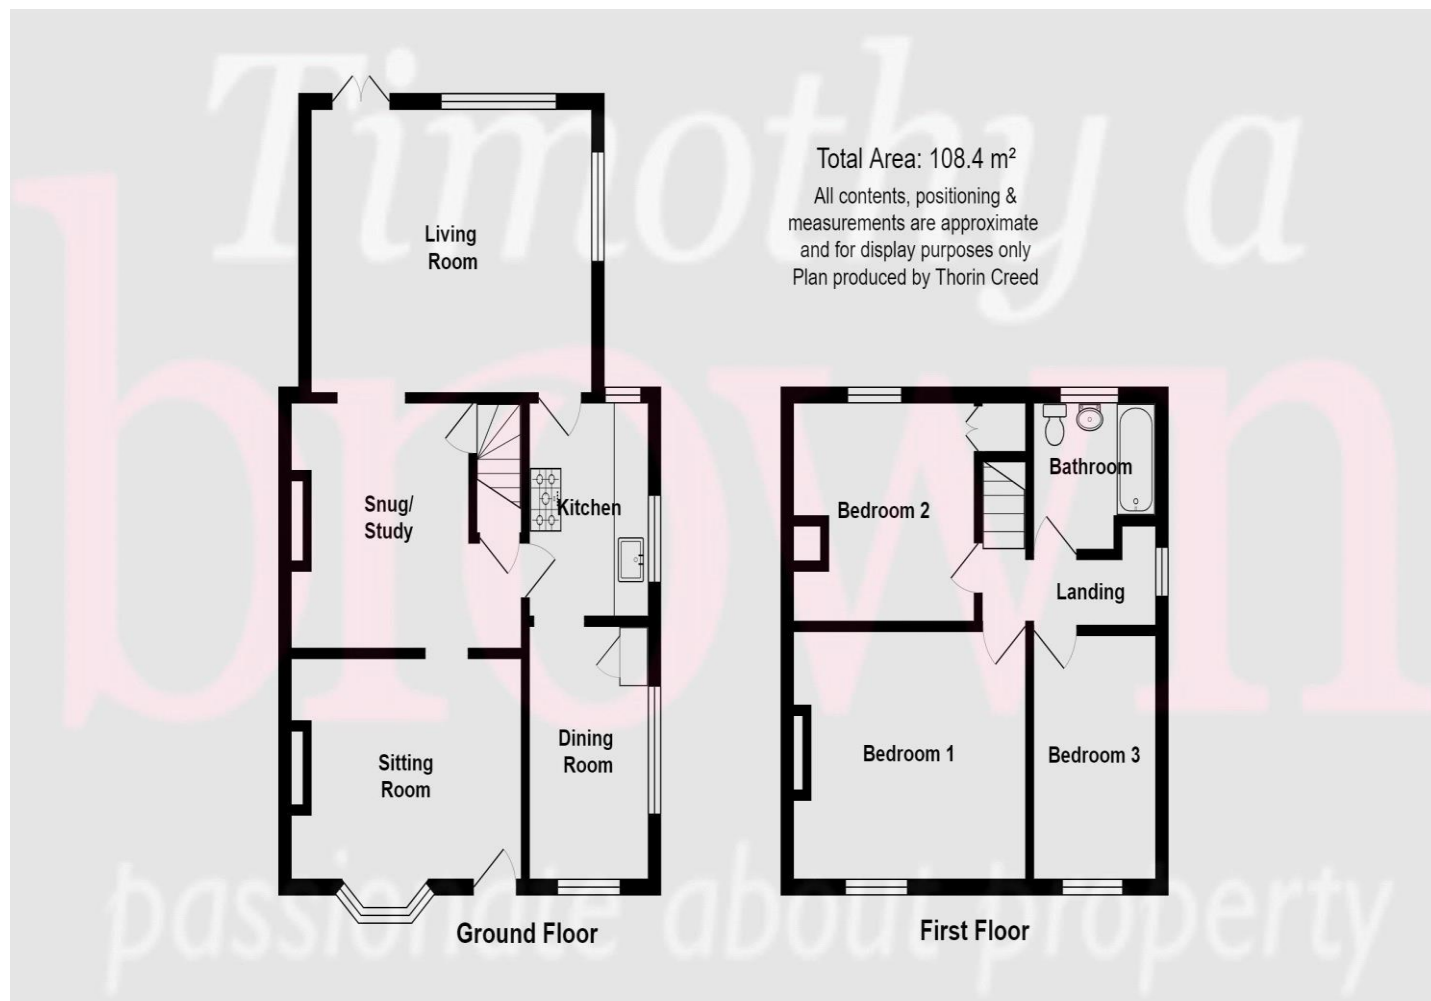 Timothy a
brown
passionate about property
Total Area: 108.4 m²
All contents, positioning &
measurements are approximate
and for display purposes only
Plan produced by Thorin Creed
Living
Room
Snug/
Study
Kitchen
Sitting
Room
Dining
Room
Ground Floor
Bedroom 2
Bathroom
Landing
Bedroom 1
Bedroom 3
First Floor